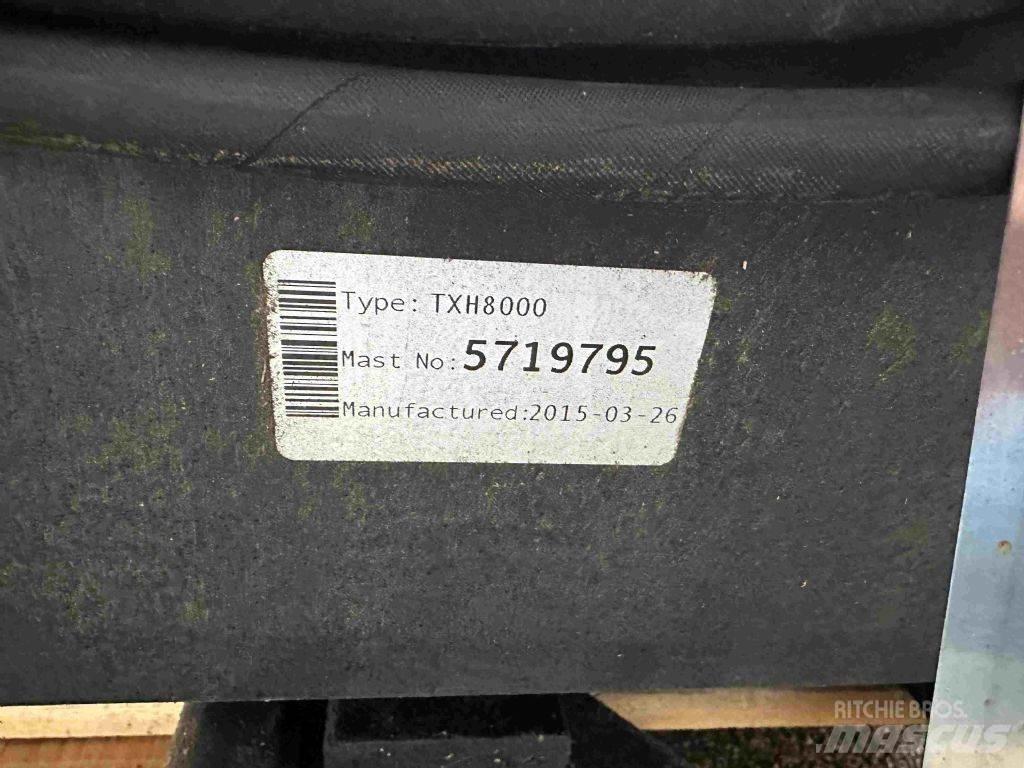 Type: TXH8000
Mast No:5719795
Manufactured:2015-03-26
RITCHIE BROS.
MASCUS